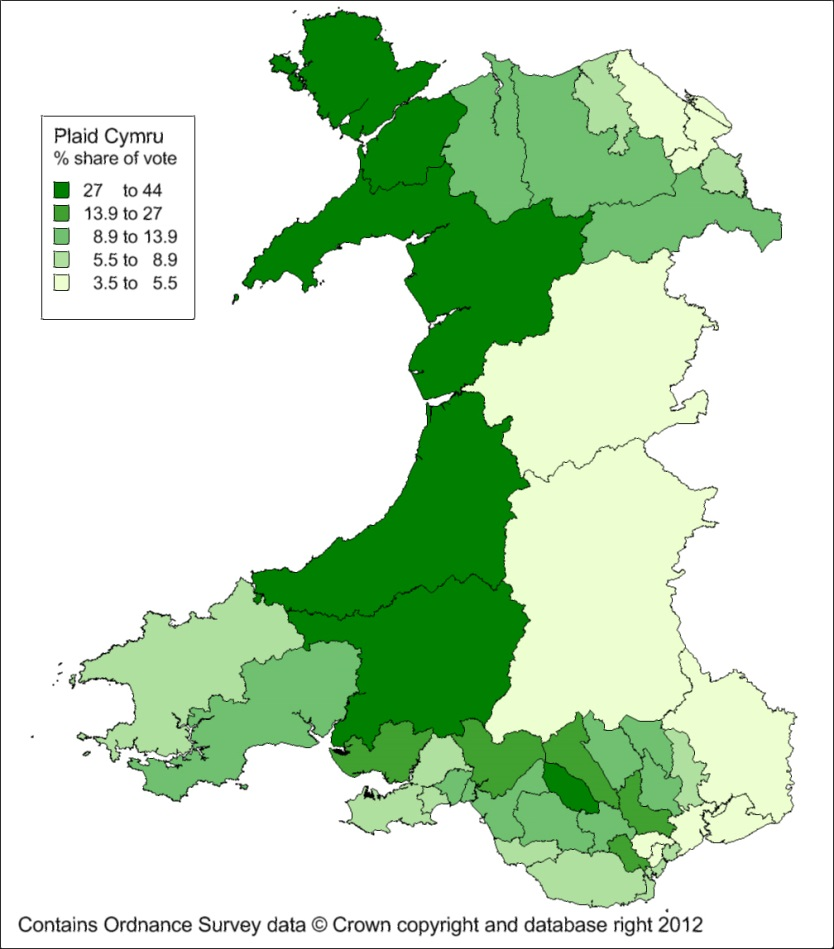 Plaid Cymru
% share of vote
27 to 44
13.9 to 27
8.9 to 13.9
5.5 to 8.9
3.5 to 5.5
Contains Ordnance Survey data © Crown copyright and database right 2012